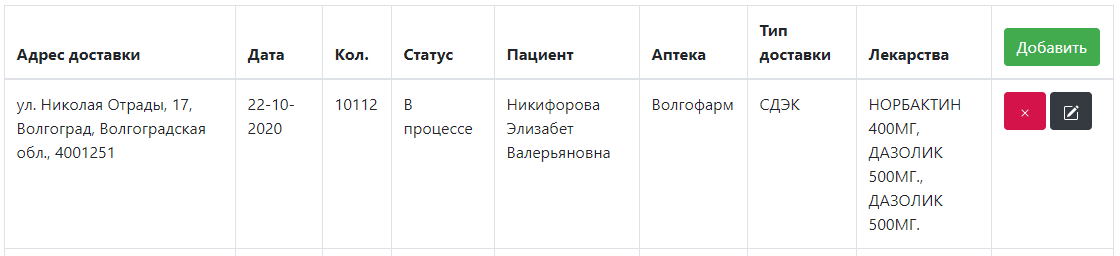 Адрес доставки
Дата
Кол.
Статус
Пациент
Аптека
Тип
доставки
Лекарства
Добавить
ул. Николая Отрады, 17,
Волгоград, Волгоградская
обл., 4001251
22-10-
2020
10112
В
процессе
Никифорова
Элизабет
Валерьяновна
Волгофарм
СДЭК
НОРБАКТИН
400МГ,
ДАЗОЛИК
500МГ.,
ДАЗОЛИК
500МГ.
×